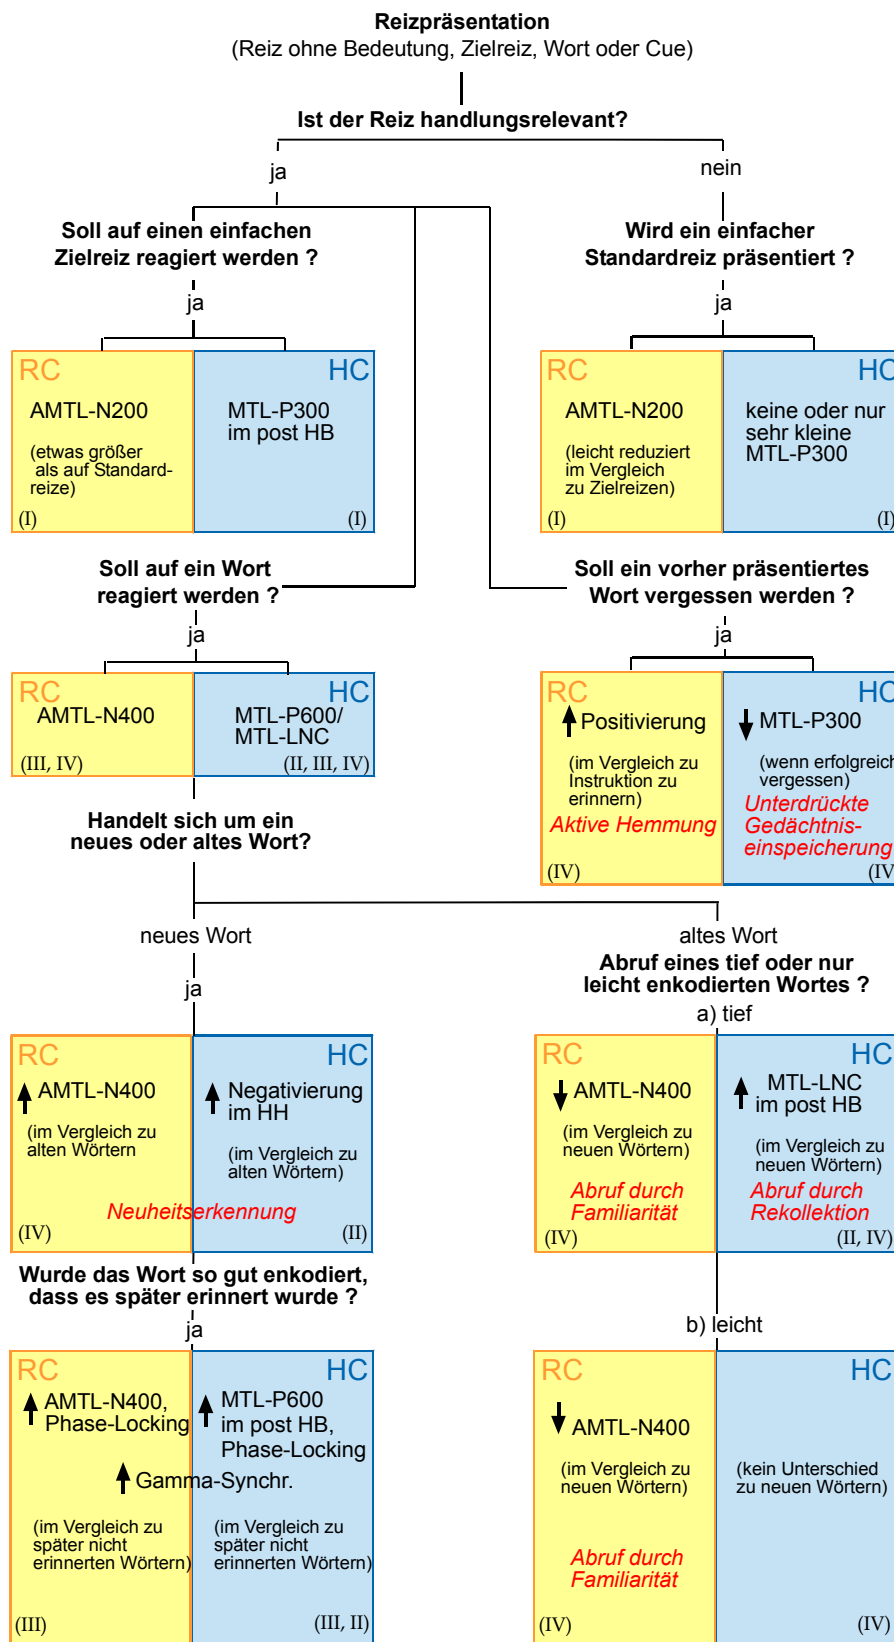 Reizpräsentation
(Reiz ohne Bedeutung, Zielreiz, Wort oder Cue)
Ist der Reiz handlungsrelevant?
ja
nein
Soll auf einen einfachen
Zielreiz reagiert werden ?
ja
Wird ein einfacher
Standardreiz präsentiert ?
ja
RC
AMTL-N200
(etwas größer
als auf Standard-
reize)
(I)
HC
MTL-P300
im post HB
(I)
RC
AMTL-N200
(leicht reduziert
im Vergleich
zu Zielreizen)
(I)
HC
keine oder nur
sehr kleine
MTL-P300
(I)
Soll auf ein Wort
reagiert werden ?
ja
Soll ein vorher präsentiertes
Wort vergessen werden ?
ja
RC
AMTL-N400
(III, IV)
HC
MTL-P600/
MTL-LNC
(II, III, IV)
RC
Positivierung
(im Vergleich zu
Instruktion zu
erinnern)
Aktive Hemmung
(IV)
HC
MTL-P300
(wenn erfolgreich
vergessen)
Unterdrückte
Gedächtnis-
einspeicherung
(IV
Handelt sich um ein
neues oder altes Wort?
neues Wort
ja
altes Wort
Abruf eines tief oder nur
leicht enkodierten Wortes ?
a) tief
RC
AMTL-N400
(im Vergleich zu
alten Wörtern
HC
Negativierung
im HH
(im Vergleich zu
alten Wörtern)
Neuheitserkennung
(IV)
(II)
RC
AMTL-N400
(im Vergleich zu
neuen Wörtern)
Abruf durch
Familiarität
(IV)
HC
MTL-LNC
im post HB
(im Vergleich zu
neuen Wörtern)
Abruf durch
Rekollektion
(II, IV)
Wurde das Wort so gut enkodiert,
dass es später erinnert wurde ?
ja
b) leicht
RC
AMTL-N400,
Phase-Locking
HC
MTL-P600
im post HB,
Phase-Locking
Gamma-Synchr.
(im Vergleich zu
später nicht
erinnerten Wörtern)
(III)
(im Vergleich zu
später nicht
erinnerten Wörtern)
(III, II)
RC
AMTL-N400
(im Vergleich zu
neuen Wörtern)
Abruf durch
Familiarität
(IV)
HC
(kein Unterschied
zu neuen Wörtern)
(IV)